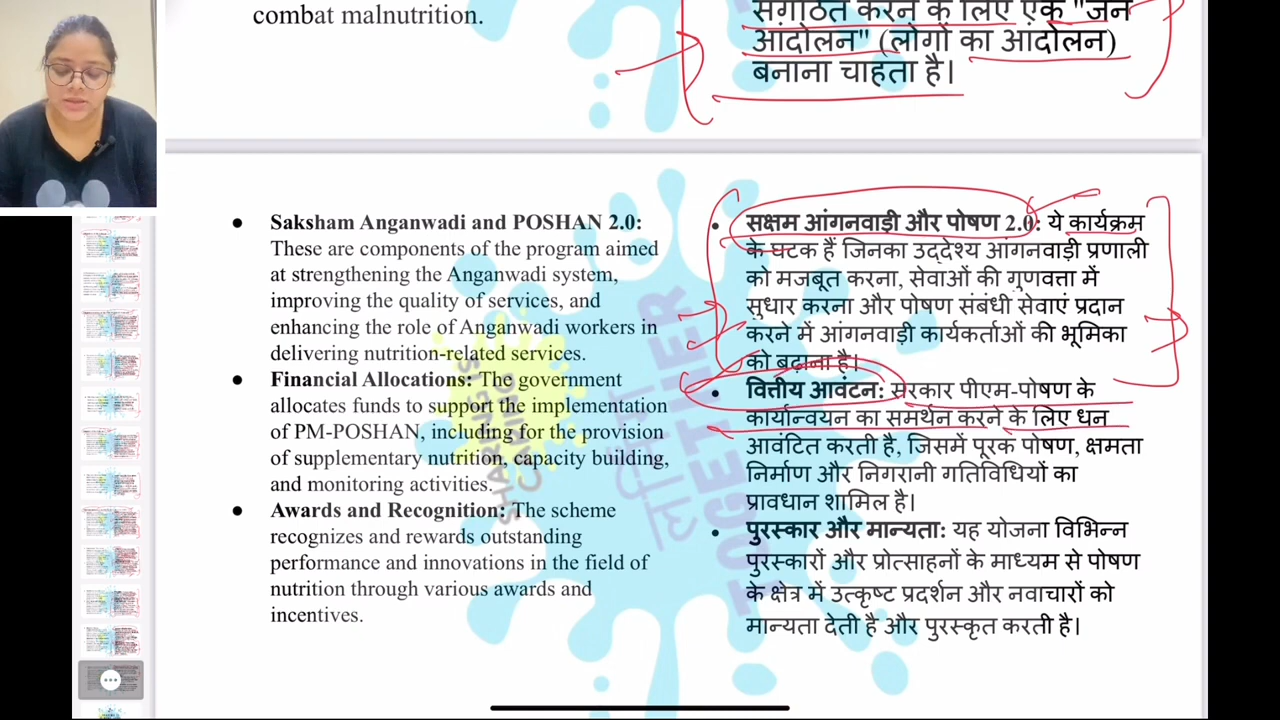 combat malnutrition.
संगठित करने के लिए एक "जन
आंदोलन" (लोगों का आंदोलन)
बनाना चाहता है।
Saksham Anganwadi and POSHAN 2.0:
These are components of the program aimed
at strengthening the Anganwadi system,
improving the quality of services, and
enhancing the role of Anganwadi workers in
delivering nutrition-related services.
Financial Allocations: The government
allocates funds to support the implementation
of PM-POSHAN, including for the provision
of supplementary nutrition, capacity building,
and monitoring activities.
Awards and Recognition: The scheme
recognizes and rewards outstanding
performance and innovations in the field of
nutrition through various awards and
incentives.
सक्षम आंगनवाड़ी और पोषण 2.0: ये कार्यक्रम
के घटक हैं जिनका उद्देश्य आंगनवाड़ी प्रणाली
को मजबूत करना, सेवाओं की गुणवत्ता में
सुधार करना और पोषण संबंधी सेवाएं प्रदान
करने में आंगनवाड़ी कार्यकर्ताओं की भूमिका
को बढ़ाना है।
वित्तीय आवंटन: सरकार पीएम-पोषण के
कार्यान्वयन का समर्थन करने के लिए धन
आवंटित करती है, जिसमें पूरक पोषण, क्षमता
निर्माण और निगरानी गतिविधियों का
प्रावधान शामिल है।
पुरस्कार और मान्यता: यह योजना विभिन्न
पुरस्कारों और प्रोत्साहनों के माध्यम से पोषण
के क्षेत्र में उत्कृष्ट प्रदर्शन और नवाचारों को
मान्यता देती है और पुरस्कृत करती है।